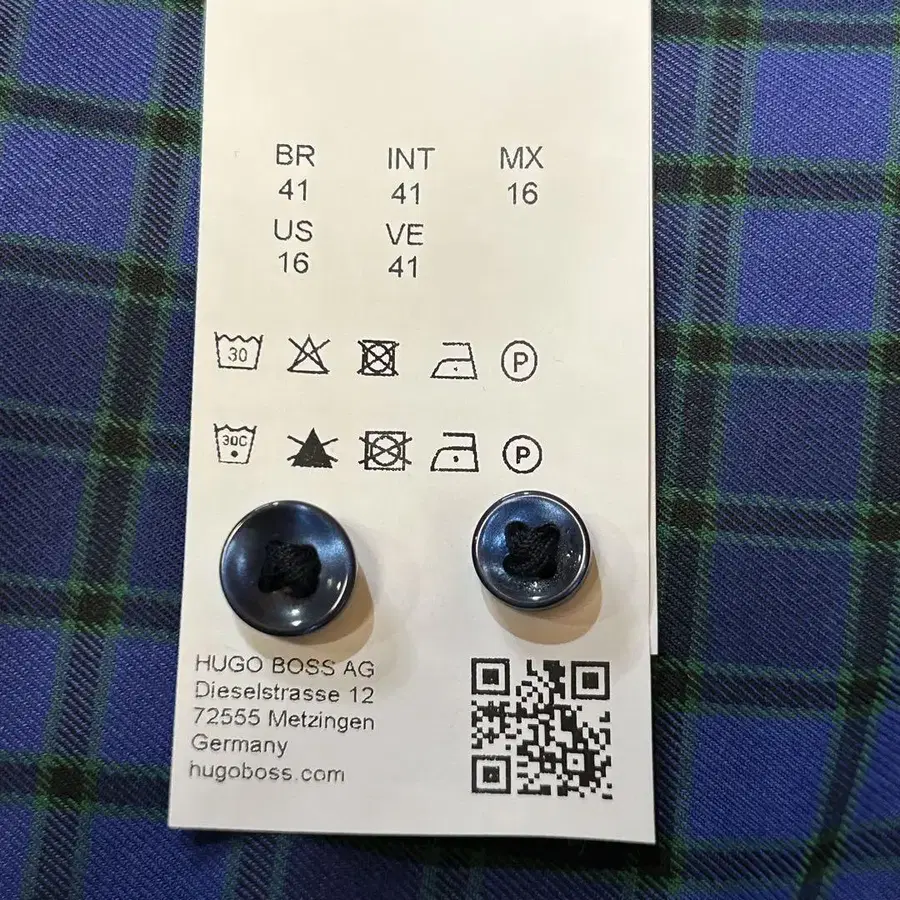 BR INT MX
41 41 16
US VE
16 41
30 P
30C P
HUGO BOSS AG
Dieselstrasse 12
72555 Metzingen
Germany
hugoboss.com